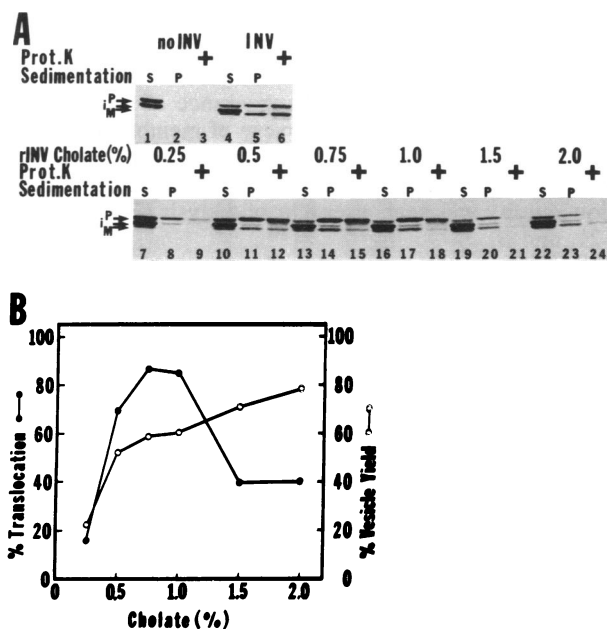 A
no INV INV
Prot.K + +
Sedimentation S P S P
P
i
M
1 2 3 4 5 6
rINV Cholate(%) 0.25 0.5 0.75 1.0 1.5 2.0
Prot.K + + + + + +
Sedimentation S P S P S P S P S P S P
P
i
M
7 8 9 10 11 12 13 14 15 16 17 18 19 20 21 22 23 24
B
100 100
80 80
60 60
40 40
20 20
0 0
% Translocation
% Vesicle Yield
0 0.5 1.0 1.5 2.0
Cholate(%)